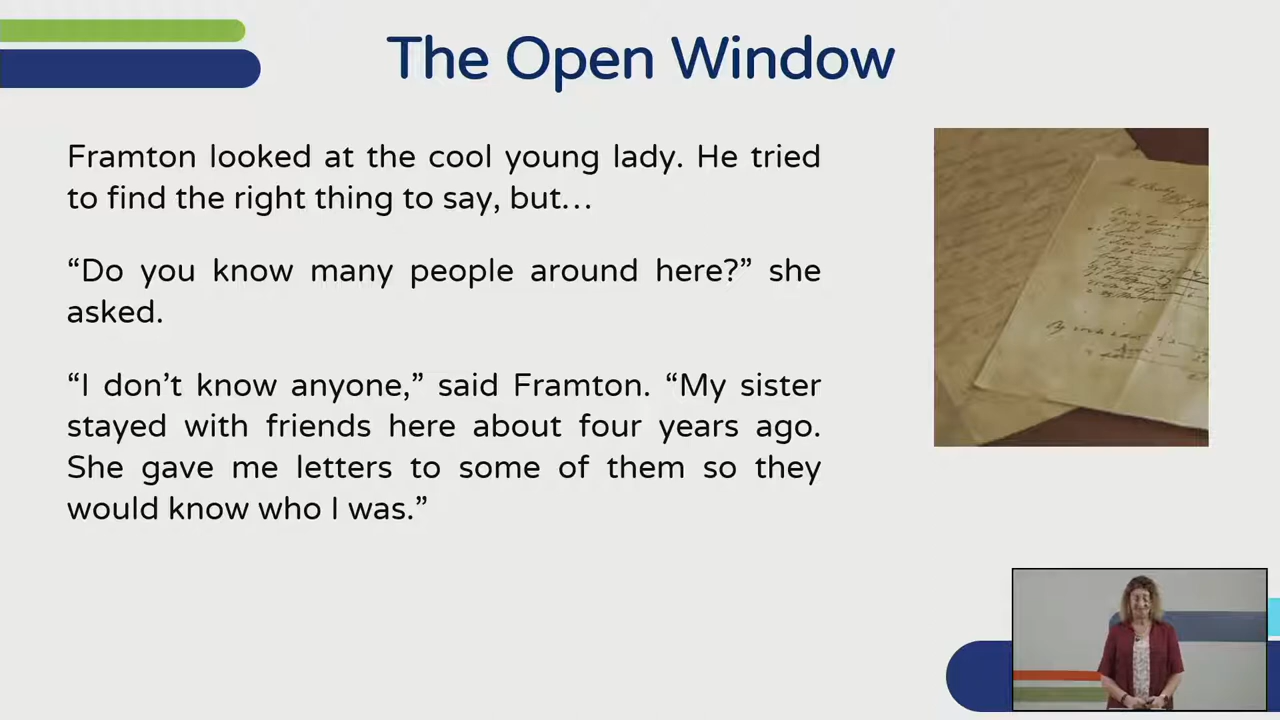 The Open Window
Framton looked at the cool young lady. He tried
to find the right thing to say, but…
“Do you know many people around here?” she
asked.
“I don’t know anyone,” said Framton. “My sister
stayed with friends here about four years ago.
She gave me letters to some of them so they
would know who I was.”